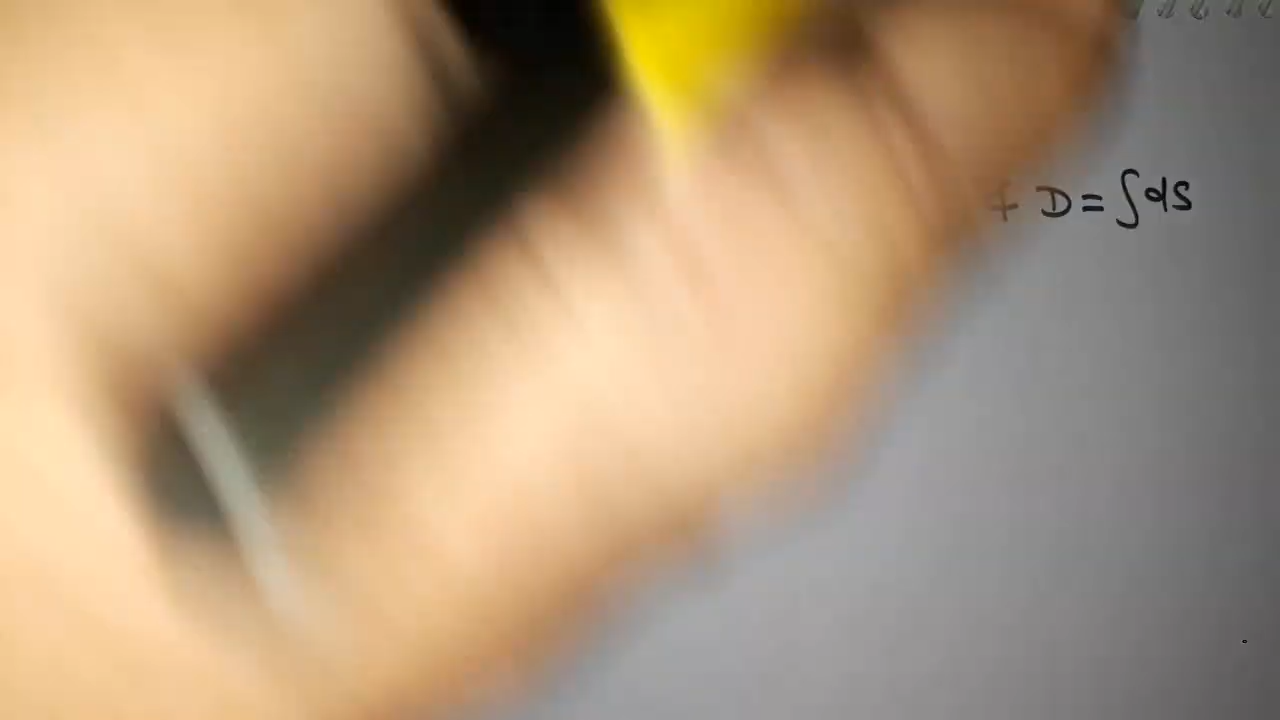 + D = ∫ds